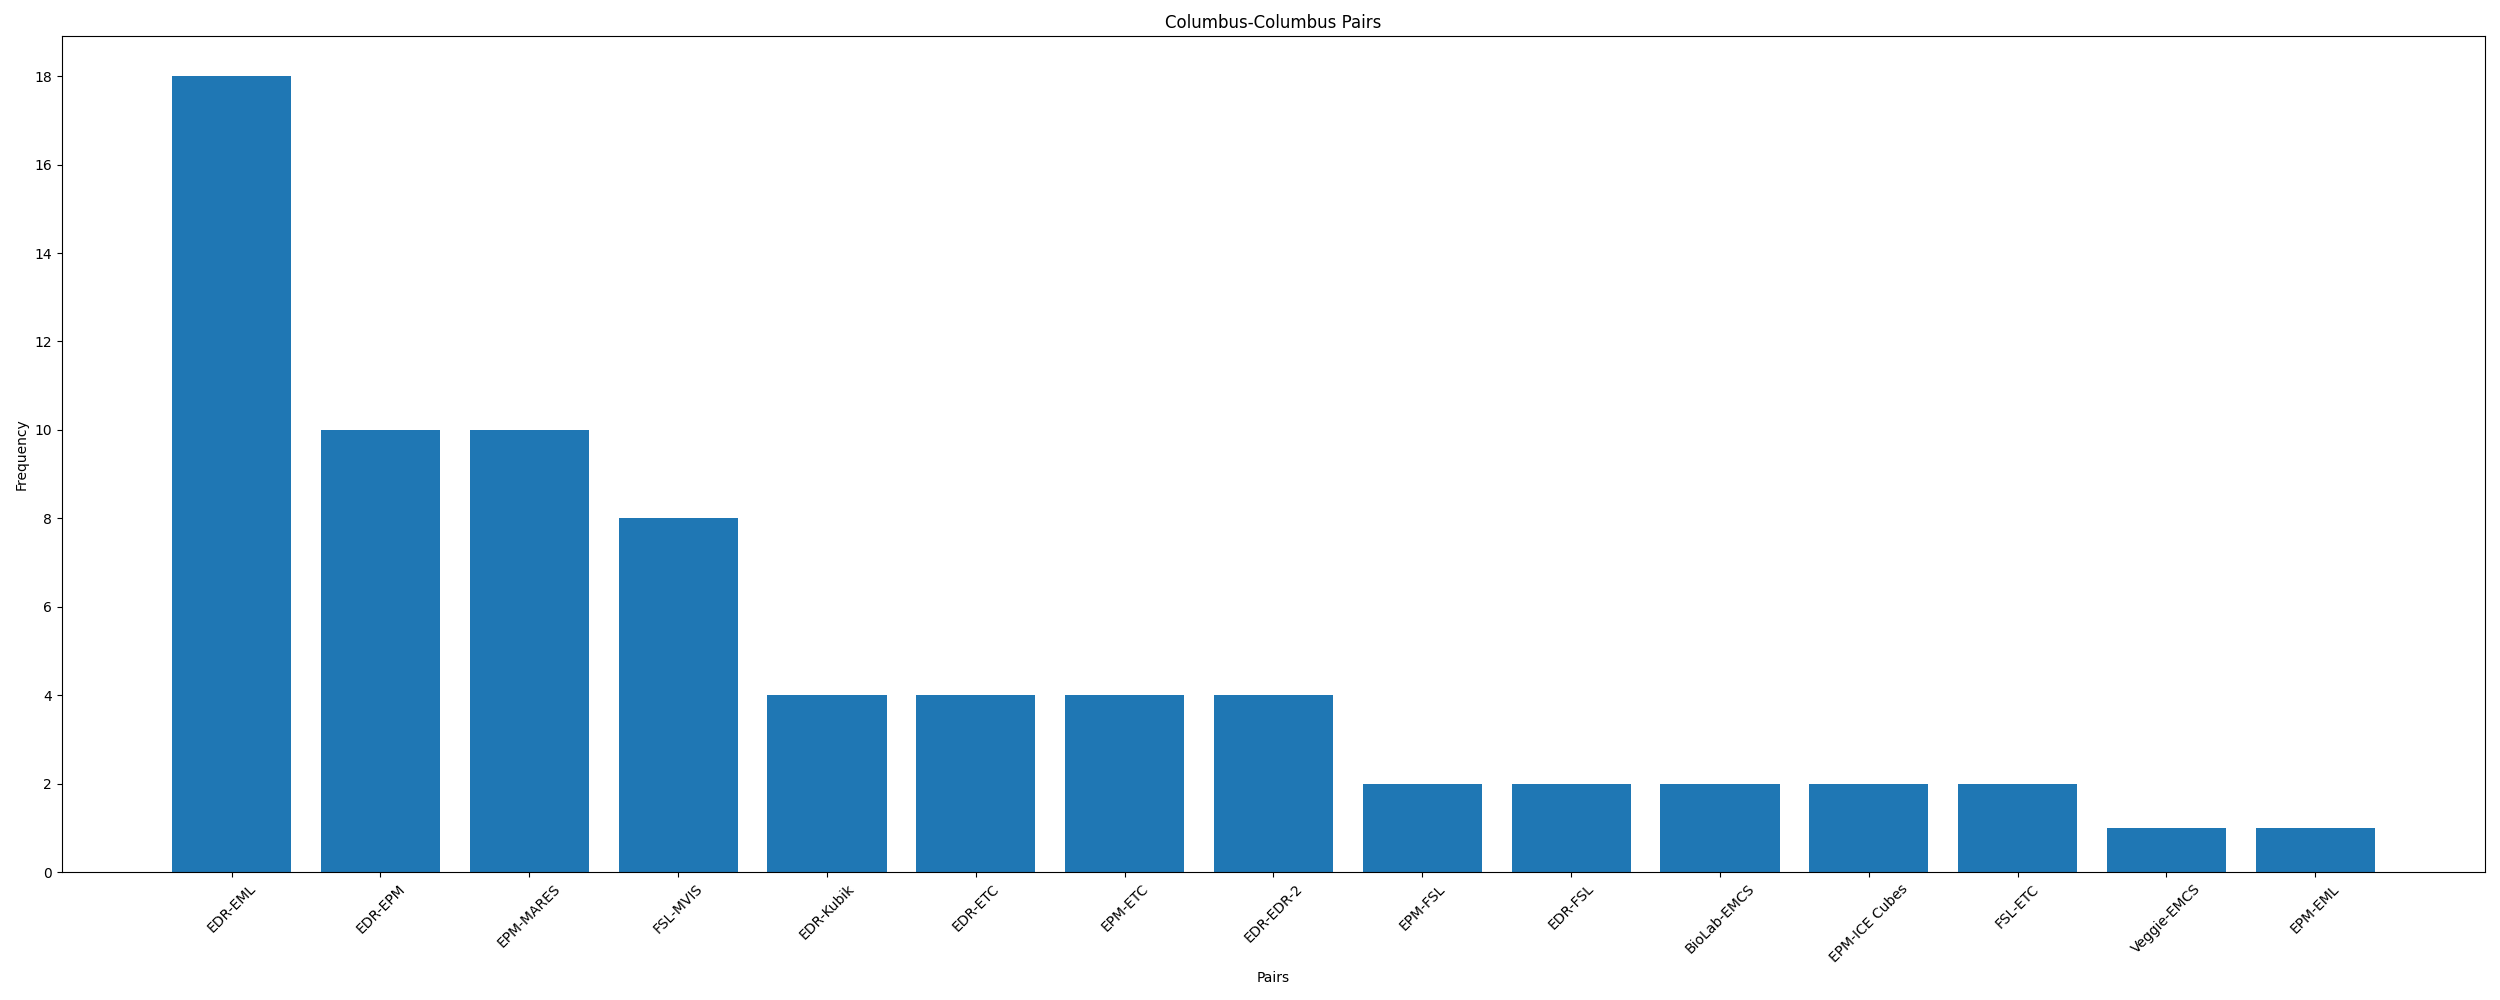 Columbus-Columbus Pairs
Frequency
18
16
14
12
10
8
6
4
2
0
EDR-EML
EDR-EPM
EPM-MARES
FSL-MVIS
EDR-Kubik
EDR-ETC
EPM-ETC
EDR-EDR-2
EPM-FSL
EDR-FSL
BioLab-EMCS
EPM-ICE Cubes
FSL-ETC
Veggie-EMCS
EPM-EML
Pairs